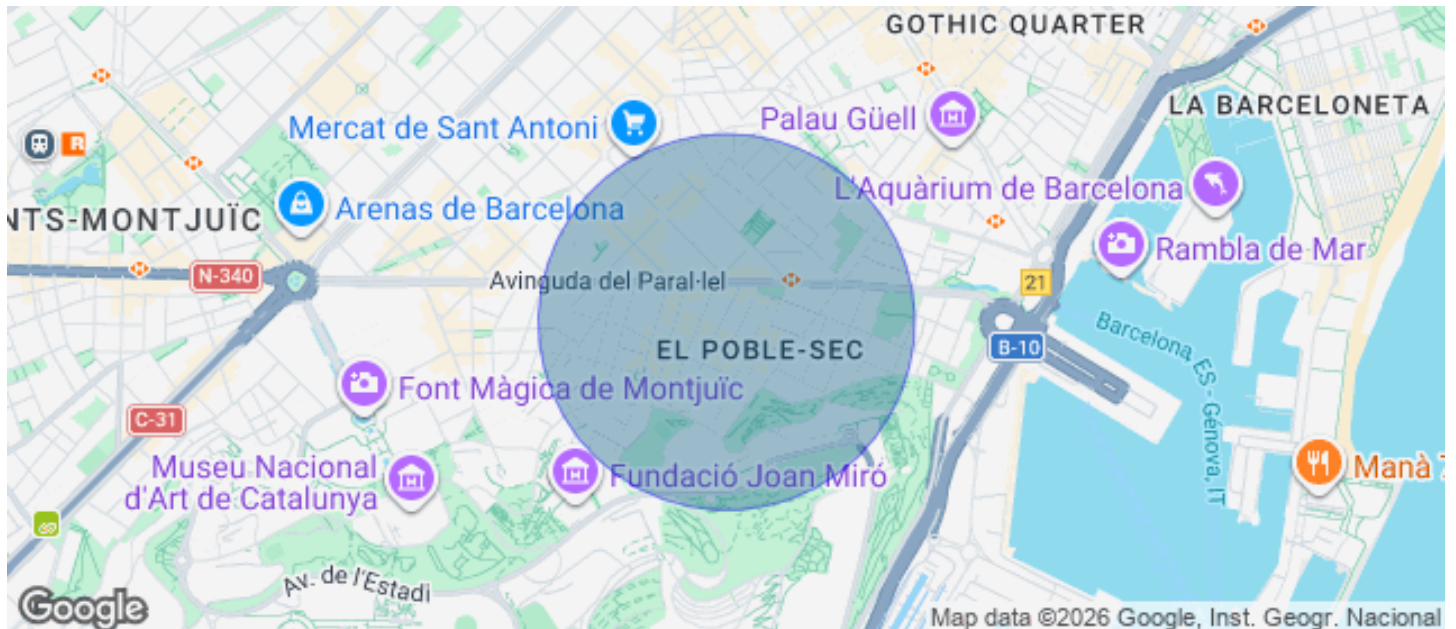 GOTHIC QUARTER
Mercat de Sant Antoni
Palau Güell
LA BARCELONETA
R
L'Aquàrium de Barcelona
Arenas de Barcelona
NTS-MONTJUÏC
Rambla de Mar
N-340
Avinguda del Paral·lel
21
Barcelona, ES - Génova, IT
EL POBLE-SEC
B-10
Font Màgica de Montjuïc
C-31
Museu Nacional
d'Art de Catalunya
Fundació Joan Miró
Manà
Av. de l'Estadi
Google
Map data ©2026 Google, Inst. Geogr. Nacional